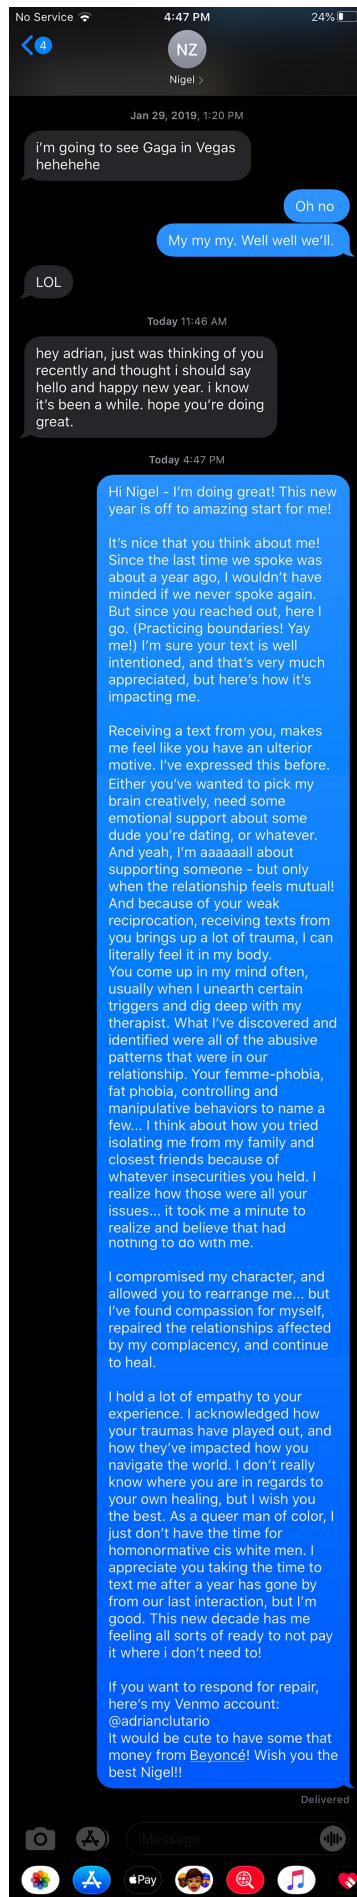 No Service
4:47 PM
24%
4
NZ
Nigel >
Jan 29, 2019, 1:20 PM
i'm going to see Gaga in Vegas
hehehehe
Oh no
My my my. Well well we'll.
LOL
Today 11:46 AM
hey adrian, just was thinking of you
recently and thought i should say
hello and happy new year. i know
it's been a while. hope you're doing
great.
Today 4:47 PM
Hi Nigel - I'm doing great! This new
year is off to amazing start for me!
It's nice that you think about me!
Since the last time we spoke was
about a year ago, I wouldn't have
minded if we never spoke again.
But since you reached out, here I
go. (Practicing boundaries! Yay
me!) I'm sure your text is well
intentioned, and that's very much
appreciated, but here's how it's
impacting me.
Receiving a text from you, makes
me feel like you have an ulterior
motive. I've expressed this before.
Either you've wanted to pick my
brain creatively, need some
emotional support about some
dude you're dating, or whatever.
And yeah, I'm aaaaaall about
supporting someone - but only
when the relationship feels mutual!
And because of your weak
reciprocation, receiving texts from
you brings up a lot of trauma, I can
literally feel it in my body.
You come up in my mind often,
usually when I unearth certain
triggers and dig deep with my
therapist. What I've discovered and
identified were all of the abusive
patterns that were in our
relationship. Your femme-phobia,
fat phobia, controlling and
manipulative behaviors to name a
few... I think about how you tried
isolating me from my family and
closest friends because of
whatever insecurities you held. I
realize how those were all your
issues... it took me a minute to
realize and believe that had
nothing to do with me.
I compromised my character, and
allowed you to rearrange me... but
I've found compassion for myself,
repaired the relationships affected
by my complacency, and continue
to heal.
I hold a lot of empathy to your
experience. I acknowledged how
your traumas have played out, and
how they've impacted how you
navigate the world. I don't really
know where you are in regards to
your own healing, but I wish you
the best. As a queer man of color, I
just don't have the time for
homonormative cis white men. I
appreciate you taking the time to
text me after a year has gone by
from our last interaction, but I'm
good. This new decade has me
feeling all sorts of ready to not pay
it where i don't need to!
If you want to respond for repair,
here's my Venmo account:
@adrianclutario
It would be cute to have some that
money from Beyoncé! Wish you the
best Nigel!!
Delivered
iMessage
Pay